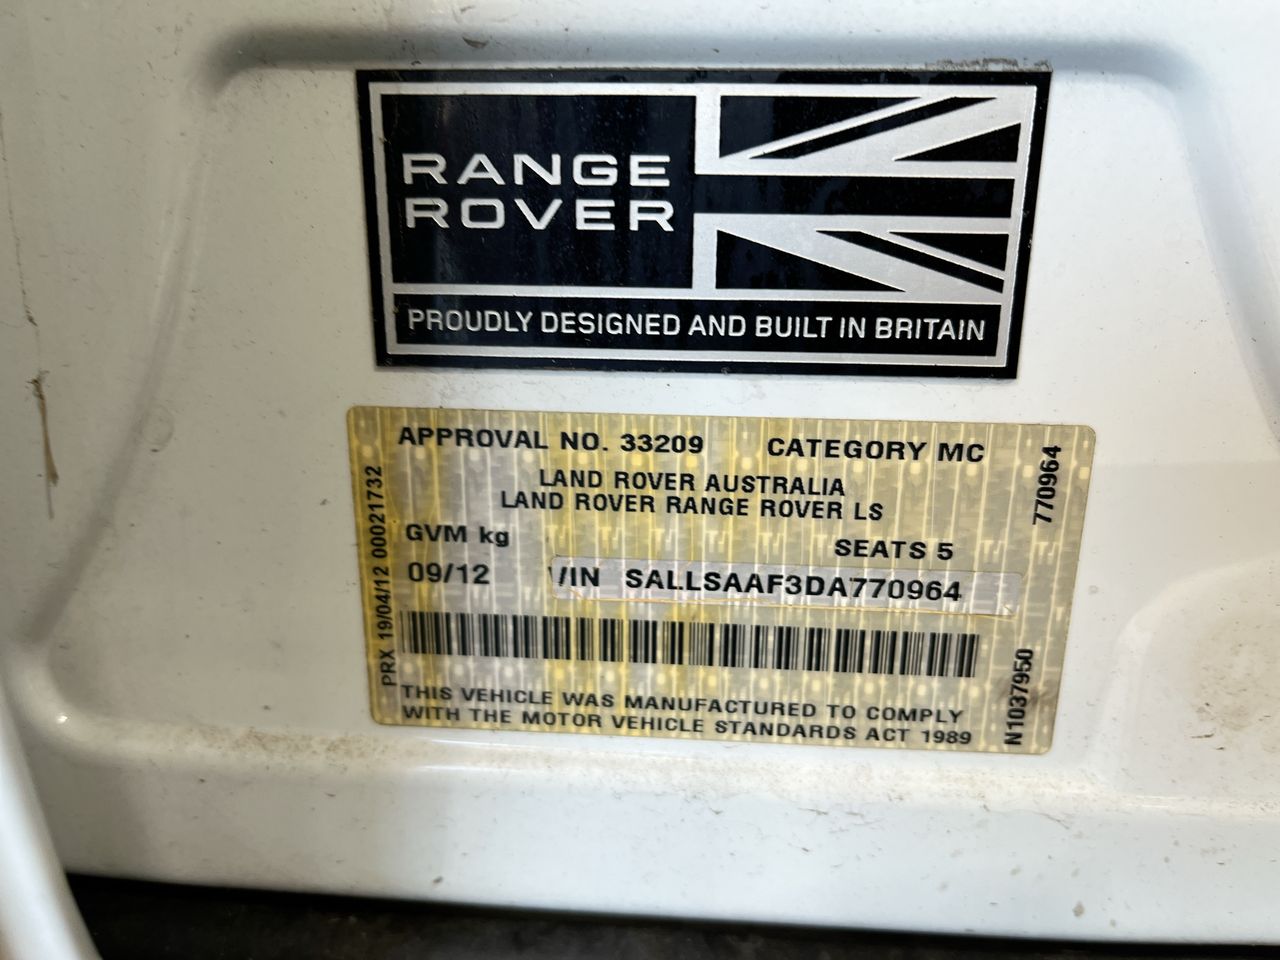 RANGE
ROVER
PROUDLY DESIGNED AND BUILT IN BRITAIN
APPROVAL NO. 33209 CATEGORY MC
LAND ROVER AUSTRALIA
LAND ROVER RANGE ROVER LS
GVM kg
SEATS 5
09/12 VIN SALLSAAF3DA770964
THIS VEHICLE WAS MANUFACTURED TO COMPLY
WITH THE MOTOR VEHICLE STANDARDS ACT 1989
PRX 19/04/12 00021732
770964
N1037950